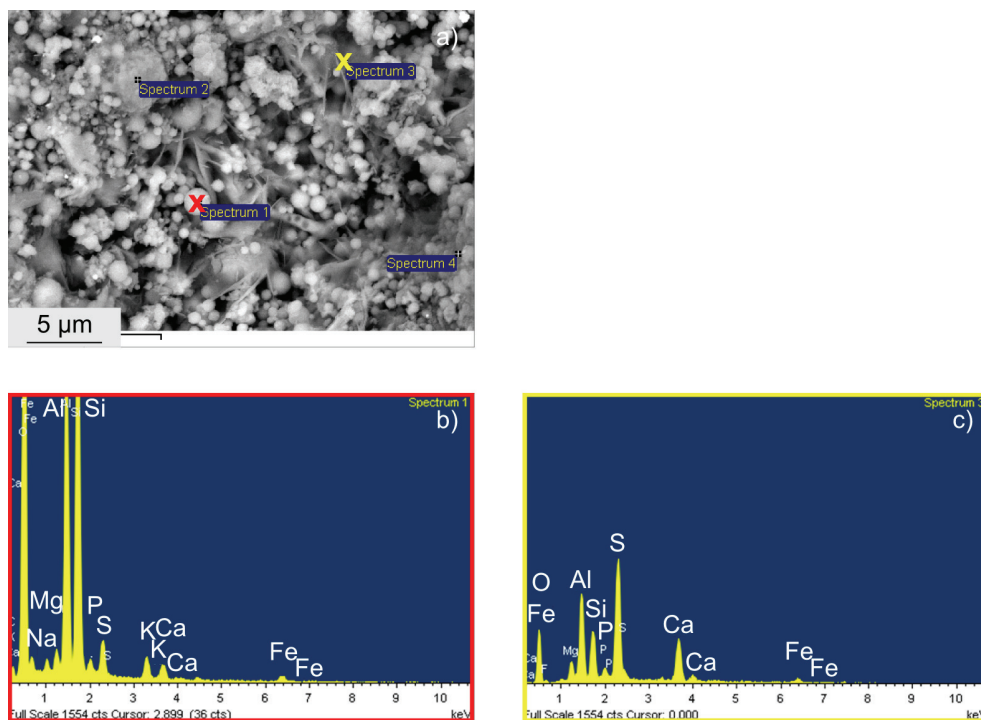 a)
Spectrum 3
Spectrum 2
Spectrum 1
Spectrum 4
5 µm
Spectrum 1
b)
Fe
Al
S
Si
Fe
Ca
Mg
P
S
K
Ca
Na
S
K
Ca
Fe
Fe
Ca
1 2 3 4 5 6 7 8 9 10
Full Scale 1554 cts Cursor: 2.899 (36 cts) keV
Spectrum 3
c)
S
O
Al
Fe
Si
S
P
Ca
Mg
P
P
Ca
Ca
Ca
F
Fe
Fe
1 2 3 4 5 6 7 8 9 10
Full Scale 1554 cts Cursor: 0.000 keV